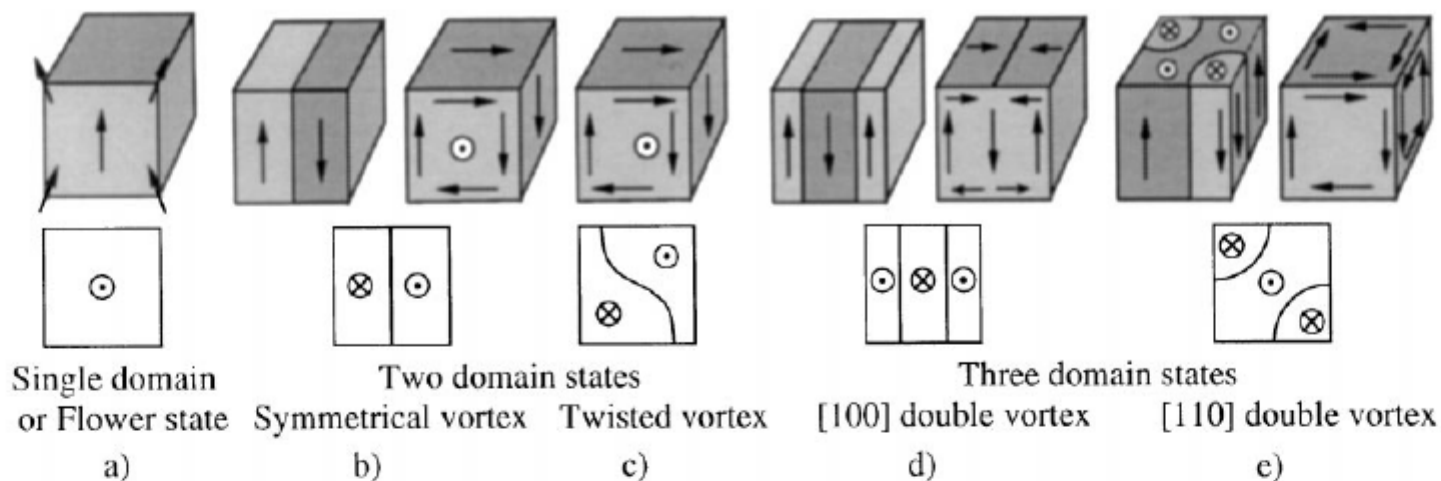 Single domain
or Flower state
Two domain states
Three domain states
Symmetrical vortex
Twisted vortex
[100] double vortex
[110] double vortex
a)
b)
c)
d)
e)